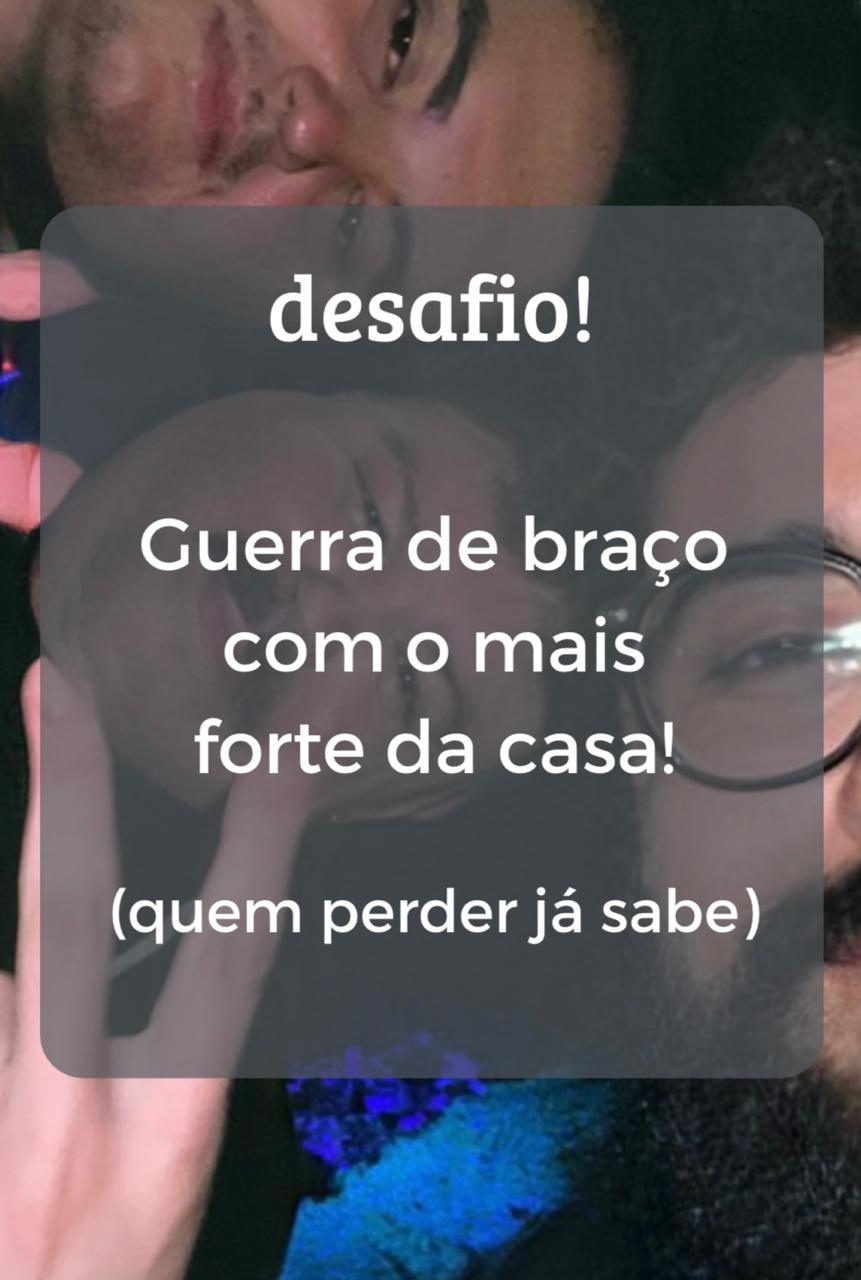 desafio!
Guerra de braço
com o mais
forte da casa!
(quem perder já sabe)